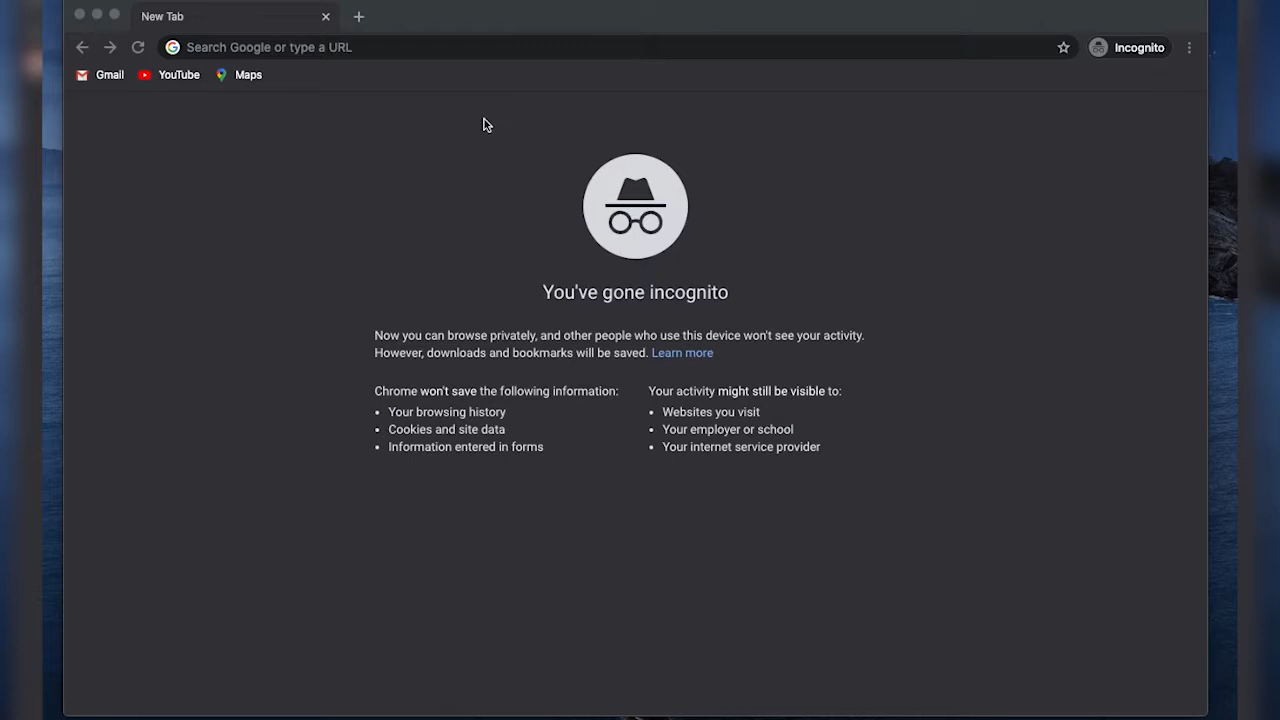 New Tab
Search Google or type a URL
Incognito
Gmail YouTube Maps
You've gone incognito
Now you can browse privately, and other people who use this device won't see your activity.
However, downloads and bookmarks will be saved. Learn more
Chrome won't save the following information:
Your browsing history
Cookies and site data
Information entered in forms
Your activity might still be visible to:
Websites you visit
Your employer or school
Your internet service provider